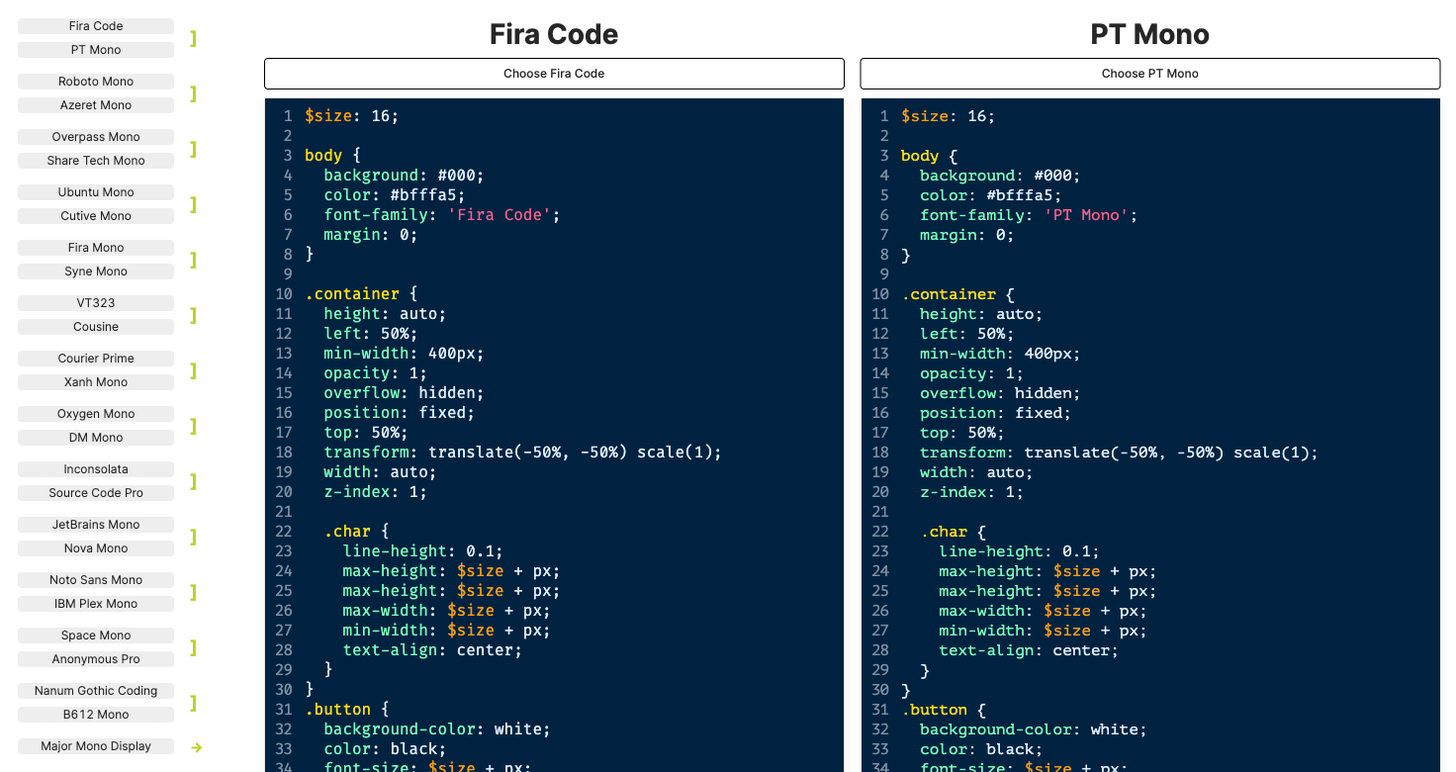 Fira Code
PT Mono
]
Roboto Mono
Azeret Mono
]
Overpass Mono
Share Tech Mono
]
Ubuntu Mono
Cutive Mono
]
Fira Mono
Syne Mono
]
VT323
Cousine
]
Courier Prime
Xanh Mono
]
Oxygen Mono
DM Mono
]
Inconsolata
Source Code Pro
]
JetBrains Mono
Nova Mono
]
Noto Sans Mono
IBM Plex Mono
]
Space Mono
Anonymous Pro
]
Nanum Gothic Coding
B612 Mono
]
Major Mono Display →
Fira Code
Choose Fira Code
1 $size: 16;
2
3 body {
4   background: #000;
5   color: #bfffa5;
6   font-family: 'Fira Code';
7   margin: 0;
8 }
9
10 .container {
11   height: auto;
12   left: 50%;
13   min-width: 400px;
14   opacity: 1;
15   overflow: hidden;
16   position: fixed;
17   top: 50%;
18   transform: translate(-50%, -50%) scale(1);
19   width: auto;
20   z-index: 1;
21
22   .char {
23     line-height: 0.1;
24     max-height: $size + px;
25     max-height: $size + px;
26     max-width: $size + px;
27     min-width: $size + px;
28     text-align: center;
29   }
30 }
31 .button {
32   background-color: white;
33   color: black;
34   font-size: $size + px;
PT Mono
Choose PT Mono
1 $size: 16;
2
3 body {
4   background: #000;
5   color: #bfffa5;
6   font-family: 'PT Mono';
7   margin: 0;
8 }
9
10 .container {
11   height: auto;
12   left: 50%;
13   min-width: 400px;
14   opacity: 1;
15   overflow: hidden;
16   position: fixed;
17   top: 50%;
18   transform: translate(-50%, -50%) scale(1);
19   width: auto;
20   z-index: 1;
21
22   .char {
23     line-height: 0.1;
24     max-height: $size + px;
25     max-height: $size + px;
26     max-width: $size + px;
27     min-width: $size + px;
28     text-align: center;
29   }
30 }
31 .button {
32   background-color: white;
33   color: black;
34   font-size: $size + px;